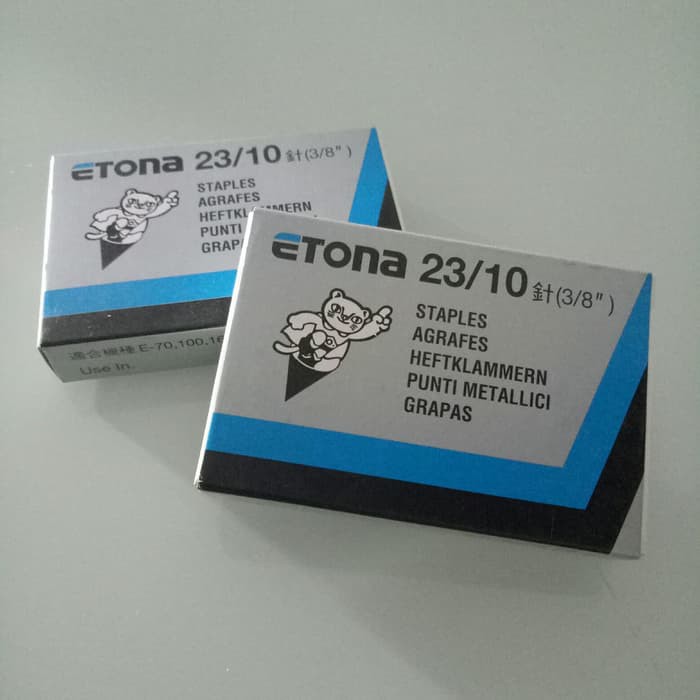 ETONA 23/10 針(3/8")
STAPLES
AGRAFES
HEFTKLAMMERN
PUNTI
GRAPAS
適合機種 E-70,100,
Use In.
ETONA 23/10 針(3/8")
STAPLES
AGRAFES
HEFTKLAMMERN
PUNTI METALLICI
GRAPAS